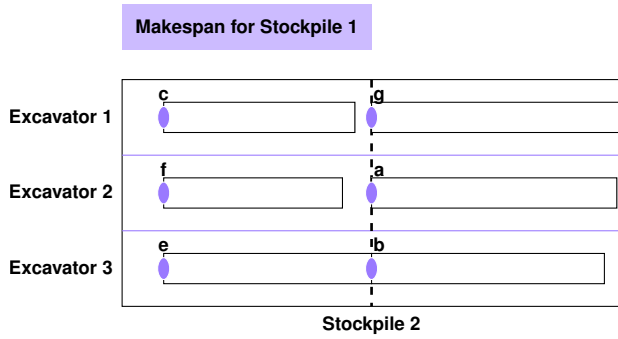 Makespan for Stockpile 1
c g
Excavator 1
f a
Excavator 2
e b
Excavator 3
Stockpile 2